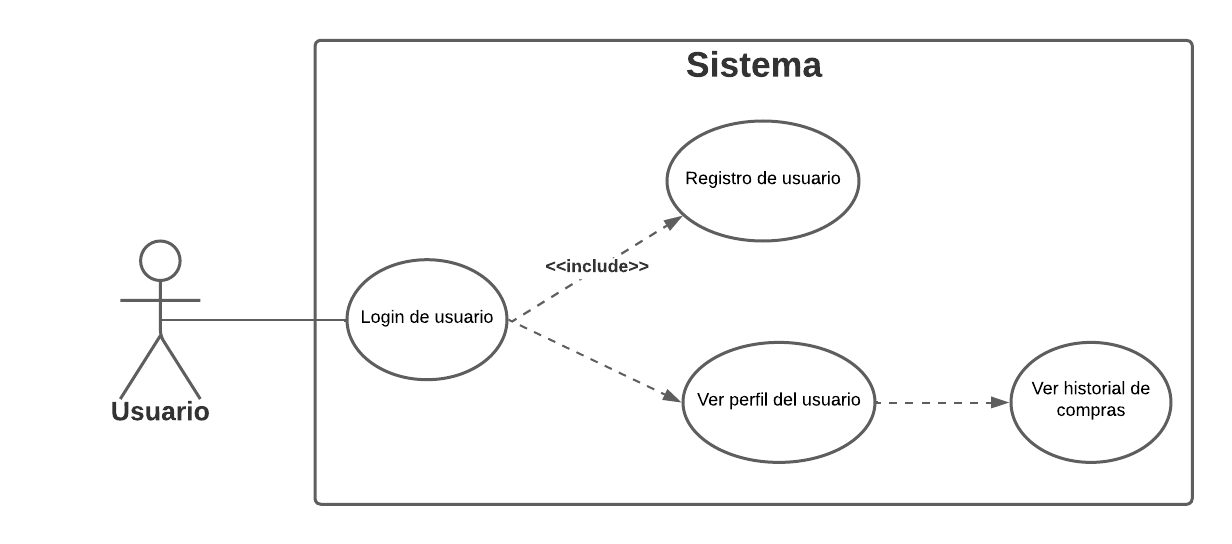 Sistema
Registro de usuario
<<include>>
Login de usuario
Ver perfil del usuario
Ver historial de
compras
Usuario